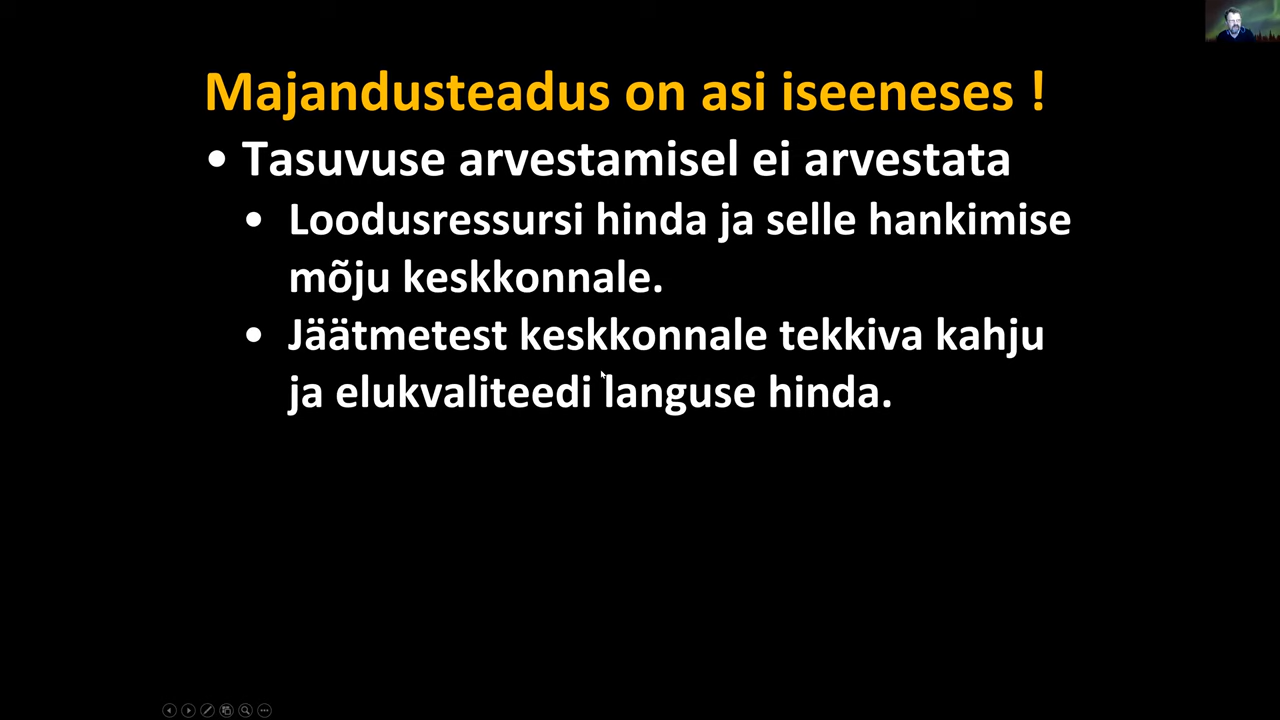 Majandusteadus on asi iseeneses !
• Tasuvuse arvestamisel ei arvestata
• Loodusressursi hinda ja selle hankimise
mõju keskkonnale.
• Jäätmetest keskkonnale tekkiva kahju
ja elukvaliteedi languse hinda.